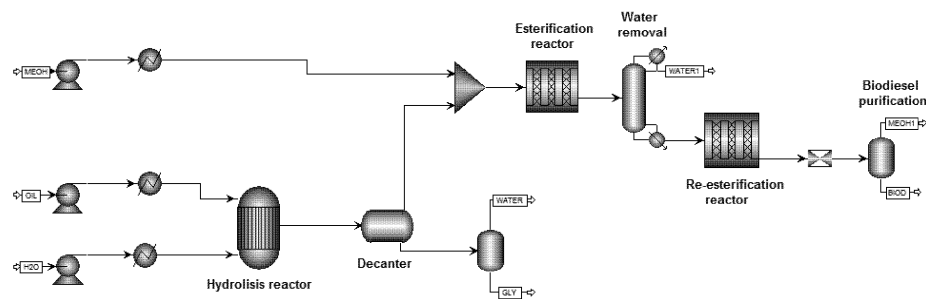 Water
removal
Esterification
reactor
MEOH
WATER1
Biodiesel
purification
MEOH1
Re-esterification
reactor
BIOD
OIL
WATER
H2O
Hydrolisis reactor
Decanter
GLY